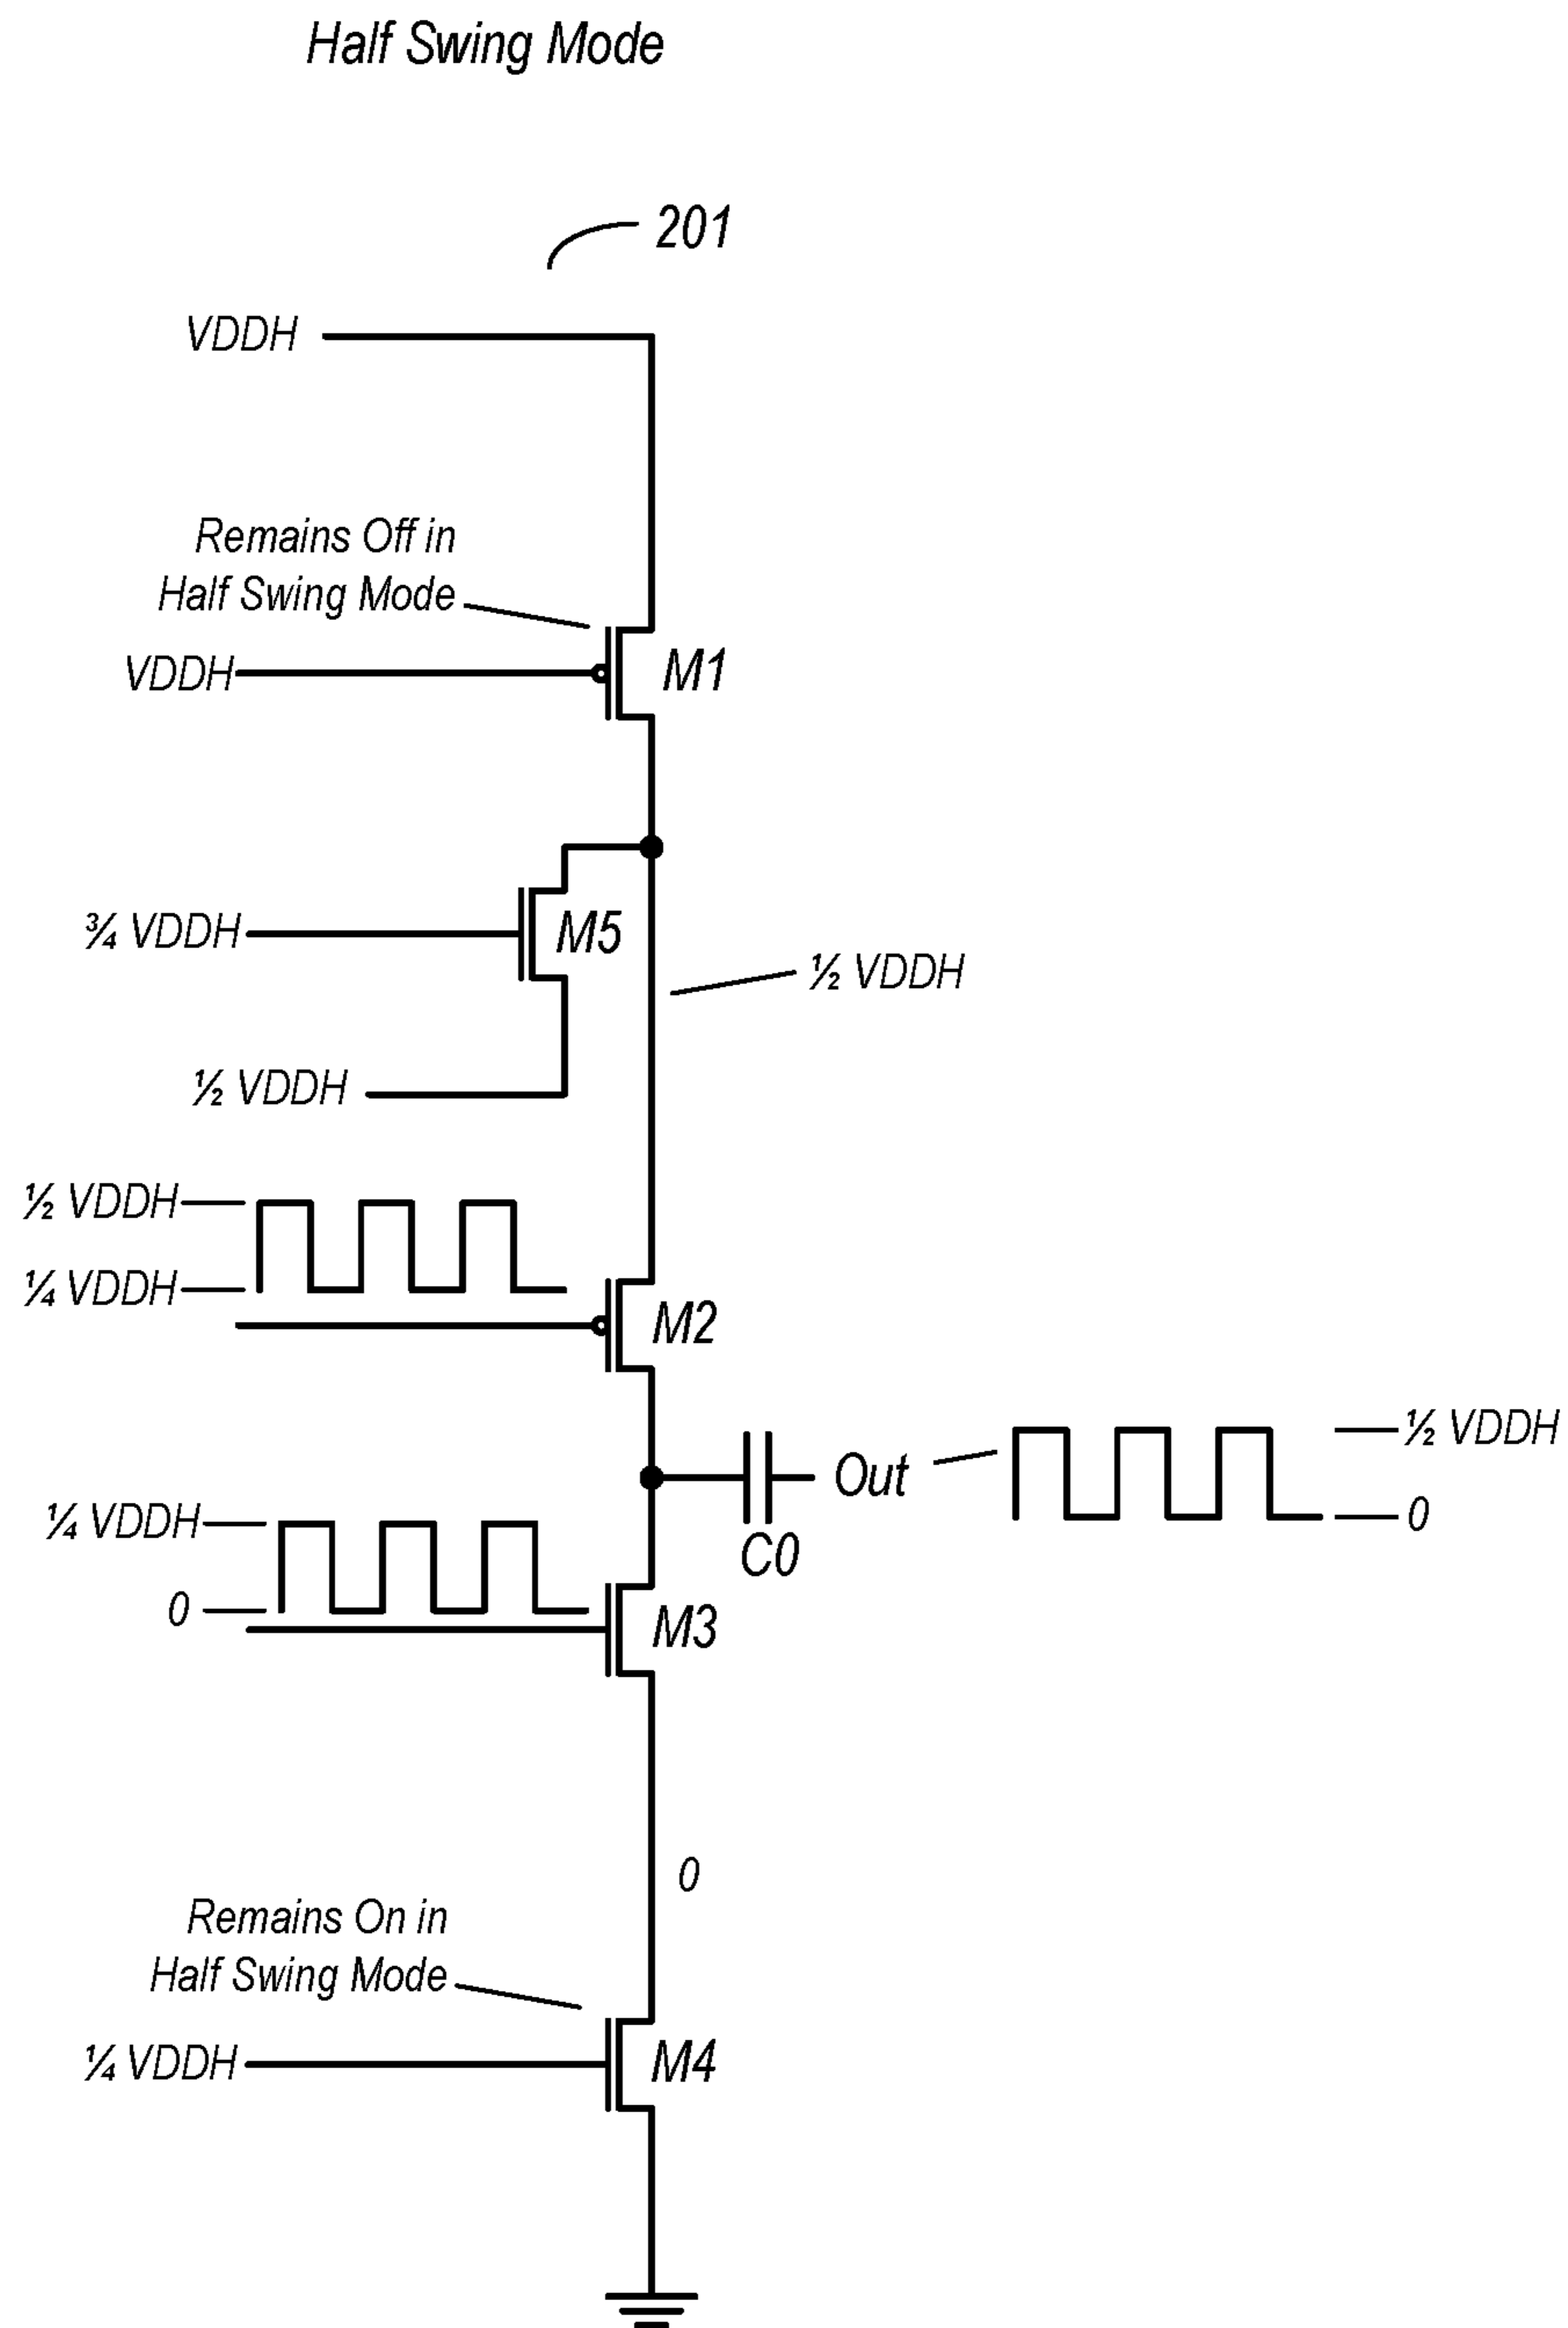 Half Swing Mode
201
VDDH
Remains Off in
Half Swing Mode
VDDH
M1
¾ VDDH
M5
½ VDDH
½ VDDH
½ VDDH
¼ VDDH
M2
½ VDDH
Out
0
C0
¼ VDDH
0
M3
0
Remains On in
Half Swing Mode
¼ VDDH
M4